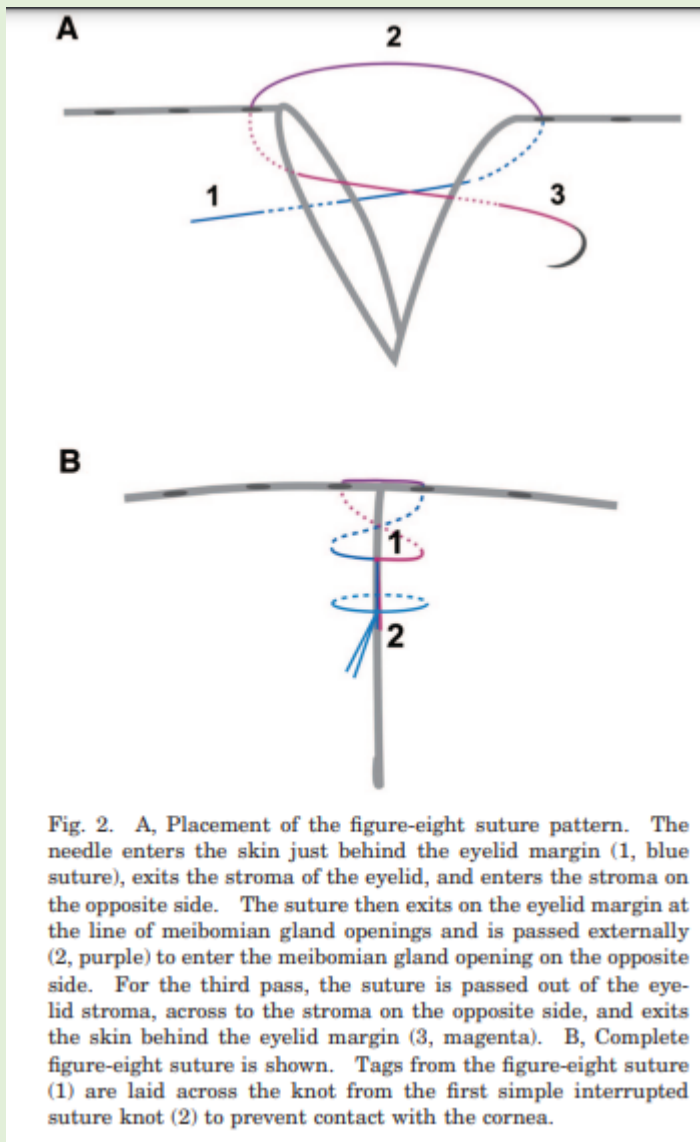 A
2
1
3
B
1
2
Fig. 2. A, Placement of the figure-eight suture pattern. The
needle enters the skin just behind the eyelid margin (1, blue
suture), exits the stroma of the eyelid, and enters the stroma on
the opposite side. The suture then exits on the eyelid margin at
the line of meibomian gland openings and is passed externally
(2, purple) to enter the meibomian gland opening on the opposite
side. For the third pass, the suture is passed out of the eye-
lid stroma, across to the stroma on the opposite side, and exits
the skin behind the eyelid margin (3, magenta). B, Complete
figure-eight suture is shown. Tags from the figure-eight suture
(1) are laid across the knot from the first simple interrupted
suture knot (2) to prevent contact with the cornea.